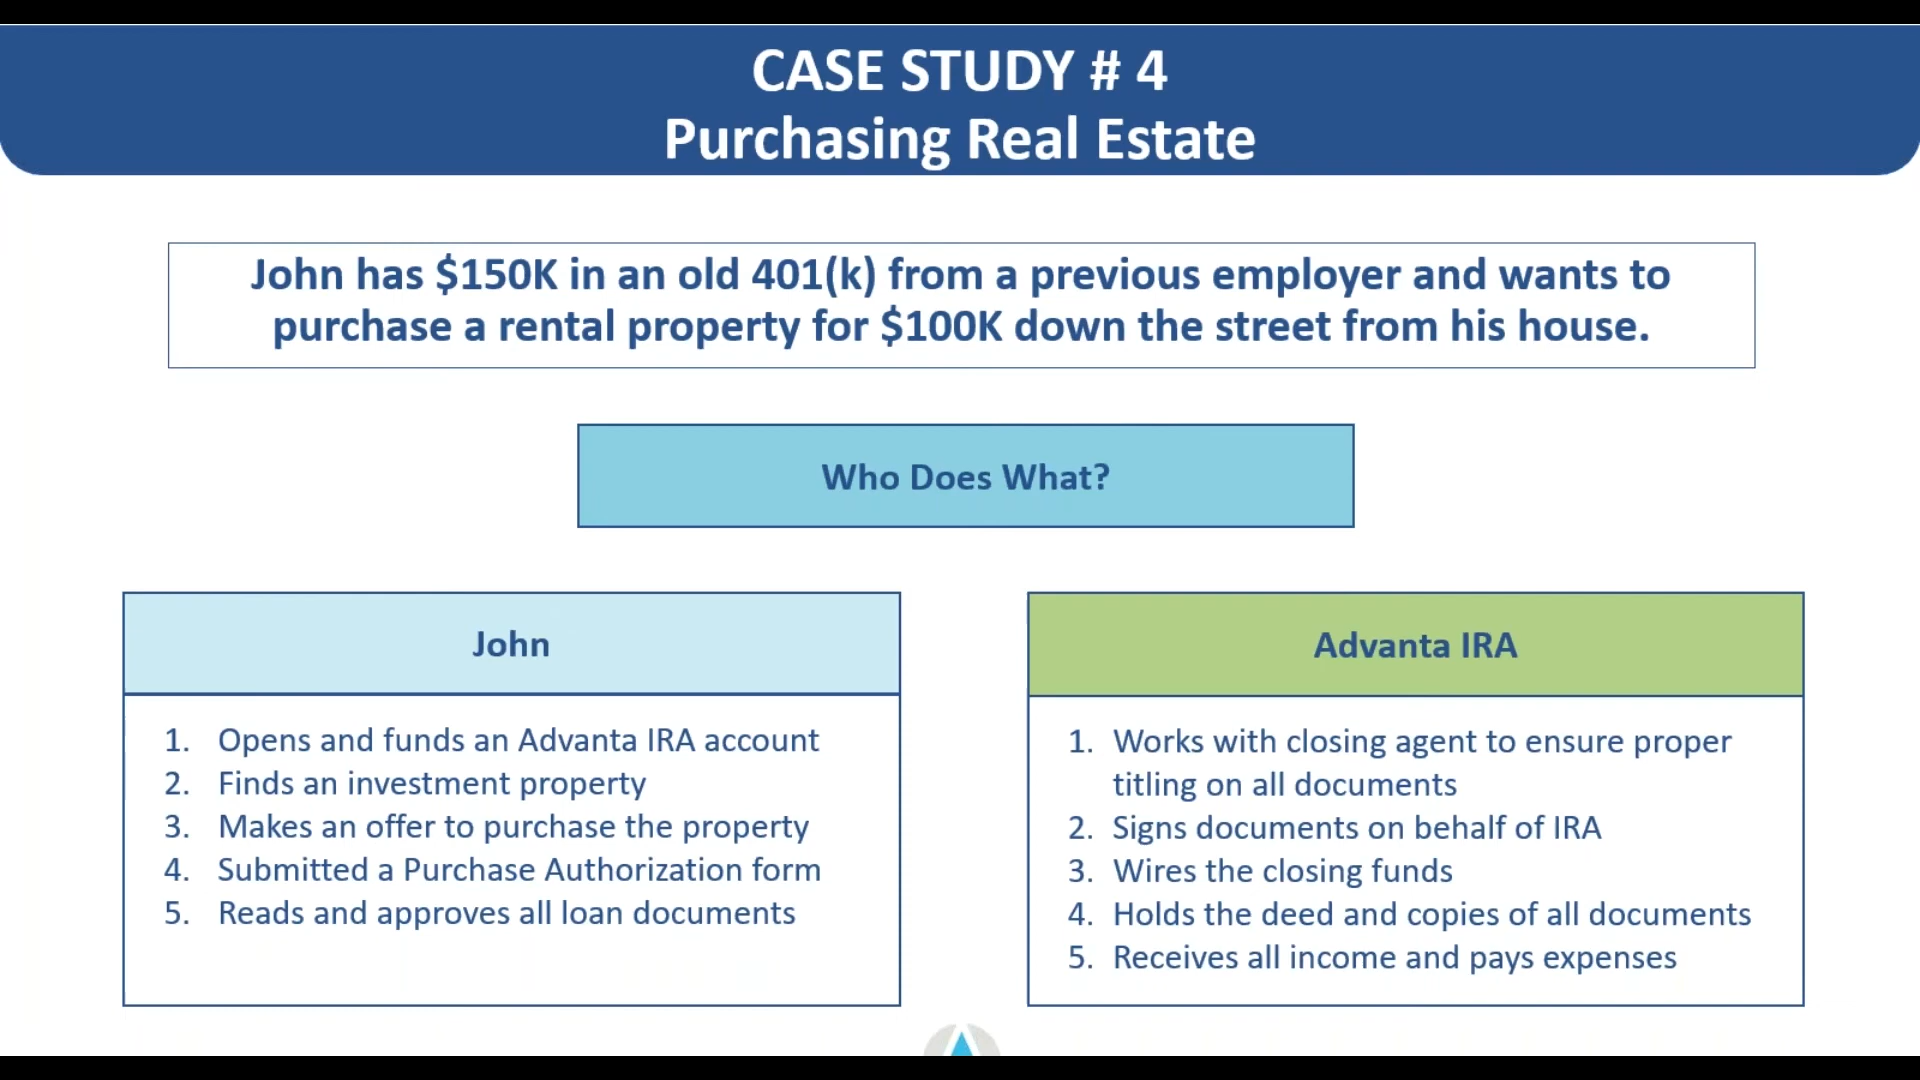 CASE STUDY # 4
Purchasing Real Estate
John has $150K in an old 401(k) from a previous employer and wants to
purchase a rental property for $100K down the street from his house.
Who Does What?
John
1. Opens and funds an Advanta IRA account
2. Finds an investment property
3. Makes an offer to purchase the property
4. Submitted a Purchase Authorization form
5. Reads and approves all loan documents
Advanta IRA
1. Works with closing agent to ensure proper
titling on all documents
2. Signs documents on behalf of IRA
3. Wires the closing funds
4. Holds the deed and copies of all documents
5. Receives all income and pays expenses